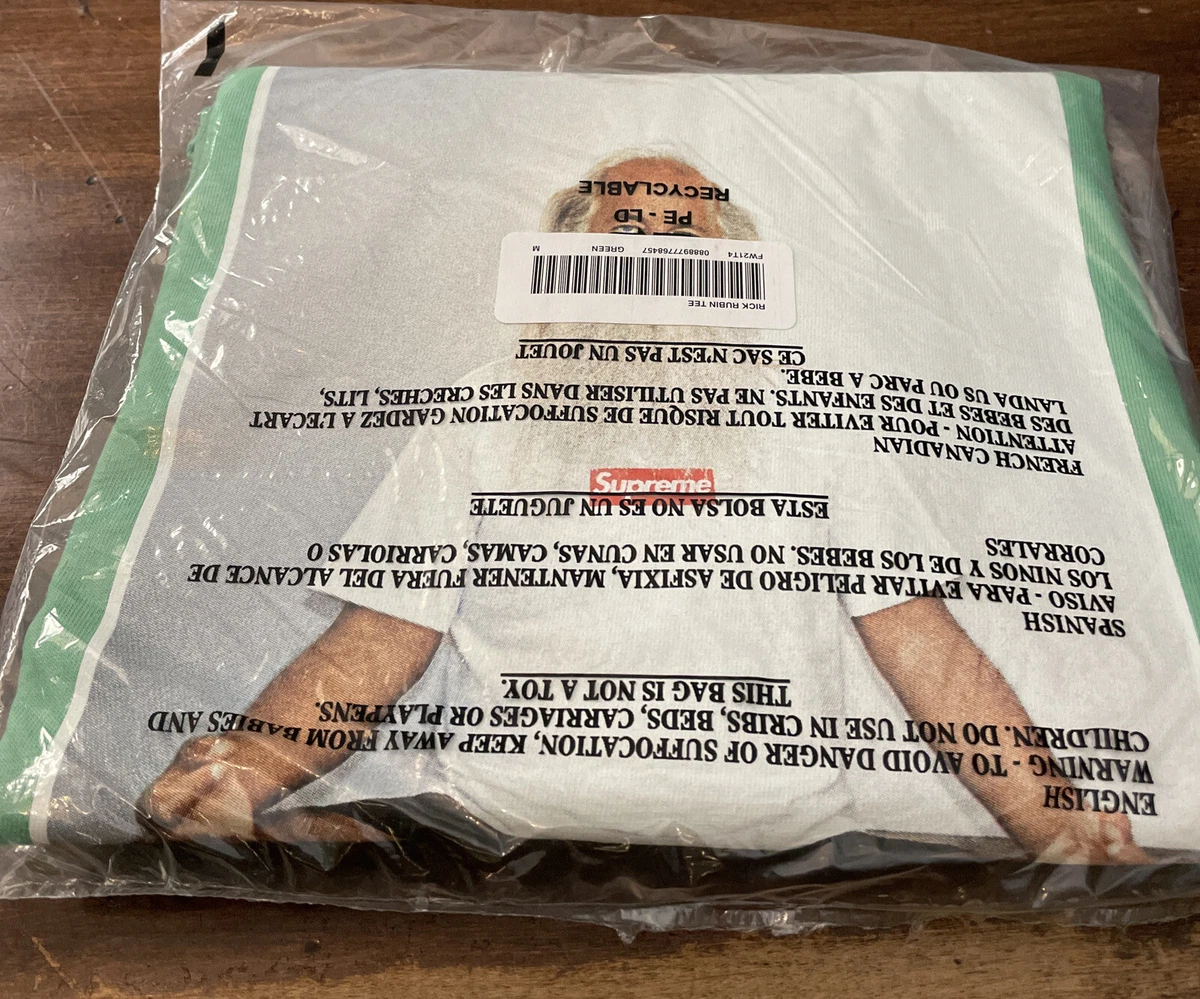 ENGLISH
WARNING - TO AVOID DANGER OF SUFFOCATION, KEEP AWAY FROM BABIES AND
CHILDREN. DO NOT USE IN CRIBS, BEDS, CARRIAGES OR PLAYPENS.
THIS BAG IS NOT A TOY.
SPANISH
AVISO - PARA EVITAR PELIGRO DE ASFIXIA, MANTENER FUERA DEL ALCANCE DE
LOS NINOS Y DE LOS BEBES. NO USAR EN CUNAS, CAMAS, CARRIOLAS O
CORRALES
ESTA BOLSA NO ES UN JUGUETE
Supreme
FRENCH CANADIAN
ATTENTION - POUR EVITER TOUT RISQUE DE SUFFOCATION GARDEZ A L'ECART
DES BEBES ET DES ENFANTS. NE PAS UTILISER DANS LES CRECHES, LITS,
LANDA US OU PARC A BEBE.
CE SAC N'EST PAS UN JOUET
RICK RUBIN TEE
FW21T4 088897768457 GREEN M
PE - LD
RECYCLABLE